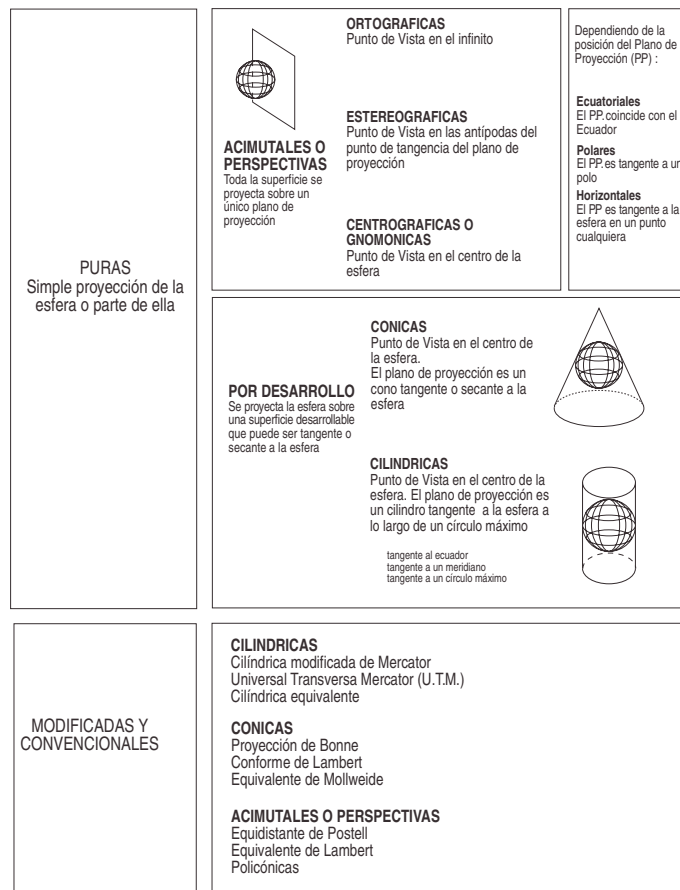 PURAS
Simple proyección de la
esfera o parte de ella
ACIMUTALES O
PERSPECTIVAS
Toda la superficie se
proyecta sobre un
único plano de
proyección
ORTOGRAFICAS
Punto de Vista en el infinito
ESTEREOGRAFICAS
Punto de Vista en las antípodas del
punto de tangencia del plano de
proyección
CENTROGRAFICAS O
GNOMONICAS
Punto de Vista en el centro de la
esfera
Dependiendo de la
posición del Plano de
Proyección (PP) :
Ecuatoriales
El PP.coincide con el
Ecuador
Polares
El PP.es tangente a un
polo
Horizontales
El PP es tangente a la
esfera en un punto
cualquiera
POR DESARROLLO
Se proyecta la esfera sobre
una superficie desarrollable
que puede ser tangente o
secante a la esfera
CONICAS
Punto de Vista en el centro de
la esfera.
El plano de proyección es un
cono tangente o secante a la
esfera
CILINDRICAS
Punto de Vista en el centro de la
esfera. El plano de proyección es
un cilindro tangente a la esfera a
lo largo de un círculo máximo
tangente al ecuador
tangente a un meridiano
tangente a un círculo máximo
MODIFICADAS Y
CONVENCIONALES
CILINDRICAS
Cilíndrica modificada de Mercator
Universal Transversa Mercator (U.T.M.)
Cilíndrica equivalente
CONICAS
Proyección de Bonne
Conforme de Lambert
Equivalente de Mollweide
ACIMUTALES O PERSPECTIVAS
Equidistante de Postell
Equivalente de Lambert
Policónicas